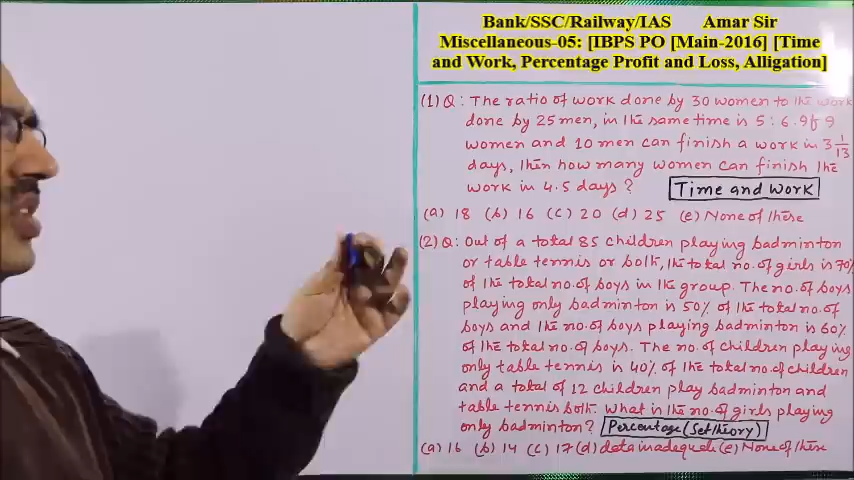 Bank/SSC/Railway/IAS Amar Sir
Miscellaneous-05: [IBPS PO [Main-2016] [Time
and Work, Percentage Profit and Loss, Alligation]
(1) Q: The ratio of work done by 30 women to the work
done by 25 men, in the same time is 5:6. If 9
women and 10 men can finish a work in 3 1/13
days, then how many women can finish the
work in 4.5 days? Time and Work
(a) 18 (b) 16 (c) 20 (d) 25 (e) None of these
(2) Q: Out of a total 85 children playing badminton
or table tennis or both, the total no. of girls is 70%
of the total no. of boys in the group. The no. of boys
playing only badminton is 50% of the total no. of
boys and the no. of boys playing badminton is 60%
of the total no. of boys. The no. of children playing
only table tennis is 40% of the total no. of children
and a total of 12 children play badminton and
table tennis both. What is the no. of girls playing
only badminton? Percentage (Set theory)
(a) 16 (b) 14 (c) 17 (d) data inadequate (e) None of these